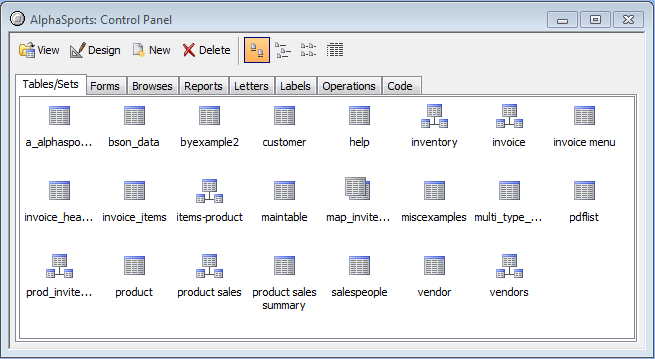 AlphaSports: Control Panel
View Design New Delete
Tables/Sets Forms Browses Reports Letters Labels Operations Code
a_alphaspo... bson_data byexample2 customer help inventory invoice invoice menu
invoice_hea... invoice_items items-product maintable map_invite... miscexamples multi_type_... pdflist
prod_invite... product product sales product sales summary salespeople vendor vendors